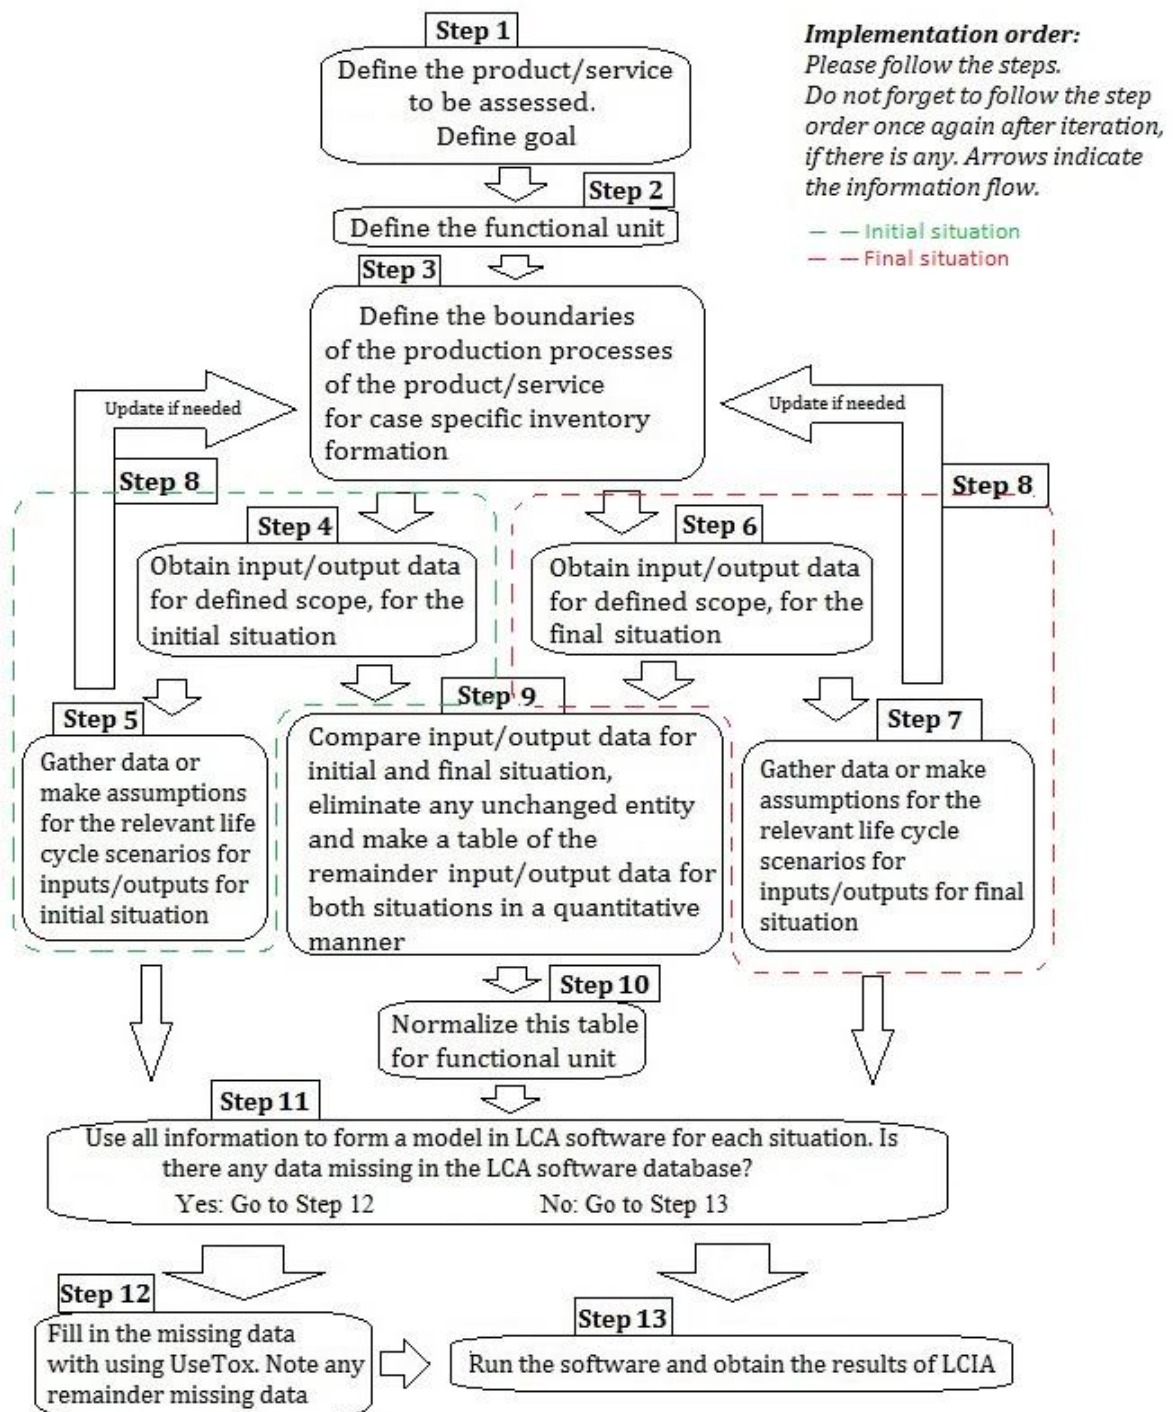 Step 1
Define the product/service
to be assessed.
Define goal
Implementation order:
Please follow the steps.
Do not forget to follow the step
order once again after iteration,
if there is any. Arrows indicate
the information flow.
— — Initial situation
— — Final situation
Step 2
Define the functional unit
Step 3
Define the boundaries
of the production processes
of the product/service
for case specific inventory
formation
Update if needed
Update if needed
Step 8
Step 8
Step 4
Obtain input/output data
for defined scope, for the
initial situation
Step 6
Obtain input/output data
for defined scope, for the
final situation
Step 5
Gather data or
make assumptions
for the relevant life
cycle scenarios for
inputs/outputs for
initial situation
Step 9
Compare input/output data for
initial and final situation,
eliminate any unchanged entity
and make a table of the
remainder input/output data for
both situations in a quantitative
manner
Step 7
Gather data or make
assumptions for the
relevant life cycle
scenarios for
inputs/outputs for final
situation
Step 10
Normalize this table
for functional unit
Step 11
Use all information to form a model in LCA software for each situation. Is
there any data missing in the LCA software database?
Yes: Go to Step 12 No: Go to Step 13
Step 12
Fill in the missing data
with using UseTox. Note any
remainder missing data
Step 13
Run the software and obtain the results of LCIA